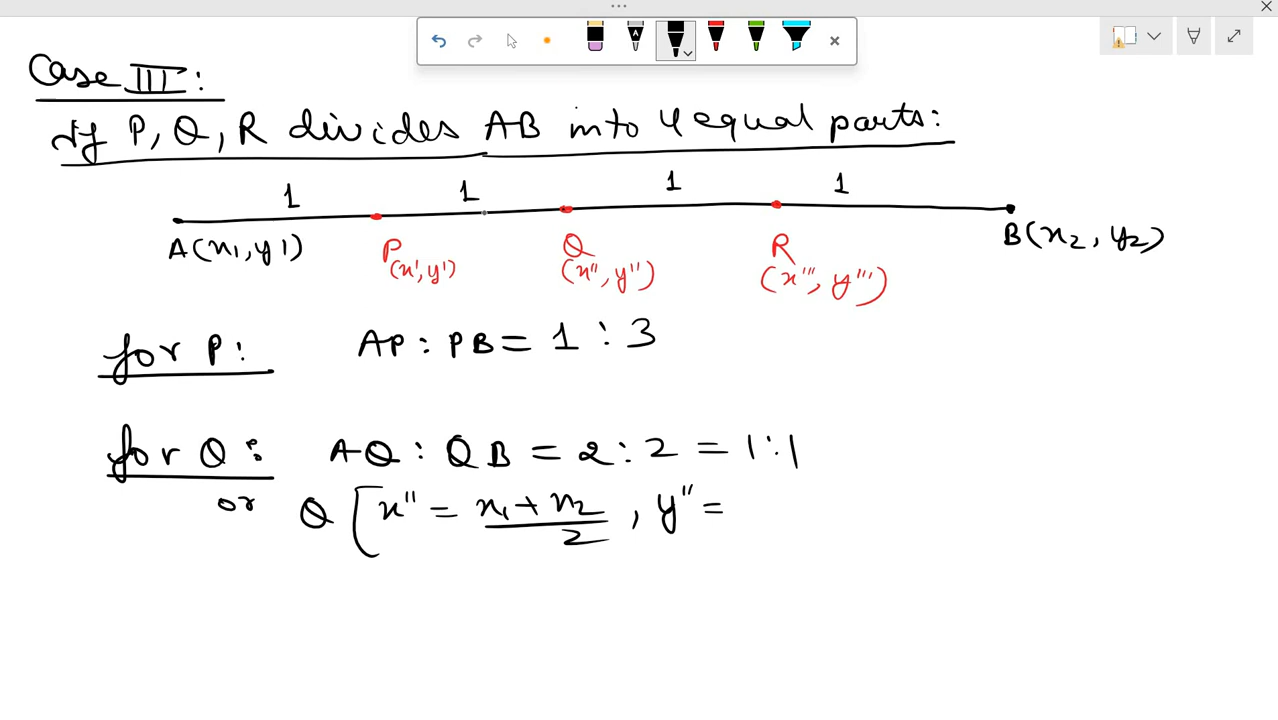 Case III:
If P, Q, R divides AB into 4 equal parts:
1 1 1 1
A(x1, y1) P(x', y') Q(x'', y'') R(x''', y''') B(x2, y2)
for P: AP : PB = 1 : 3
for Q: AQ : QB = 2 : 2 = 1 : 1
or Q [x'' = x1 + x2 / 2, y'' =